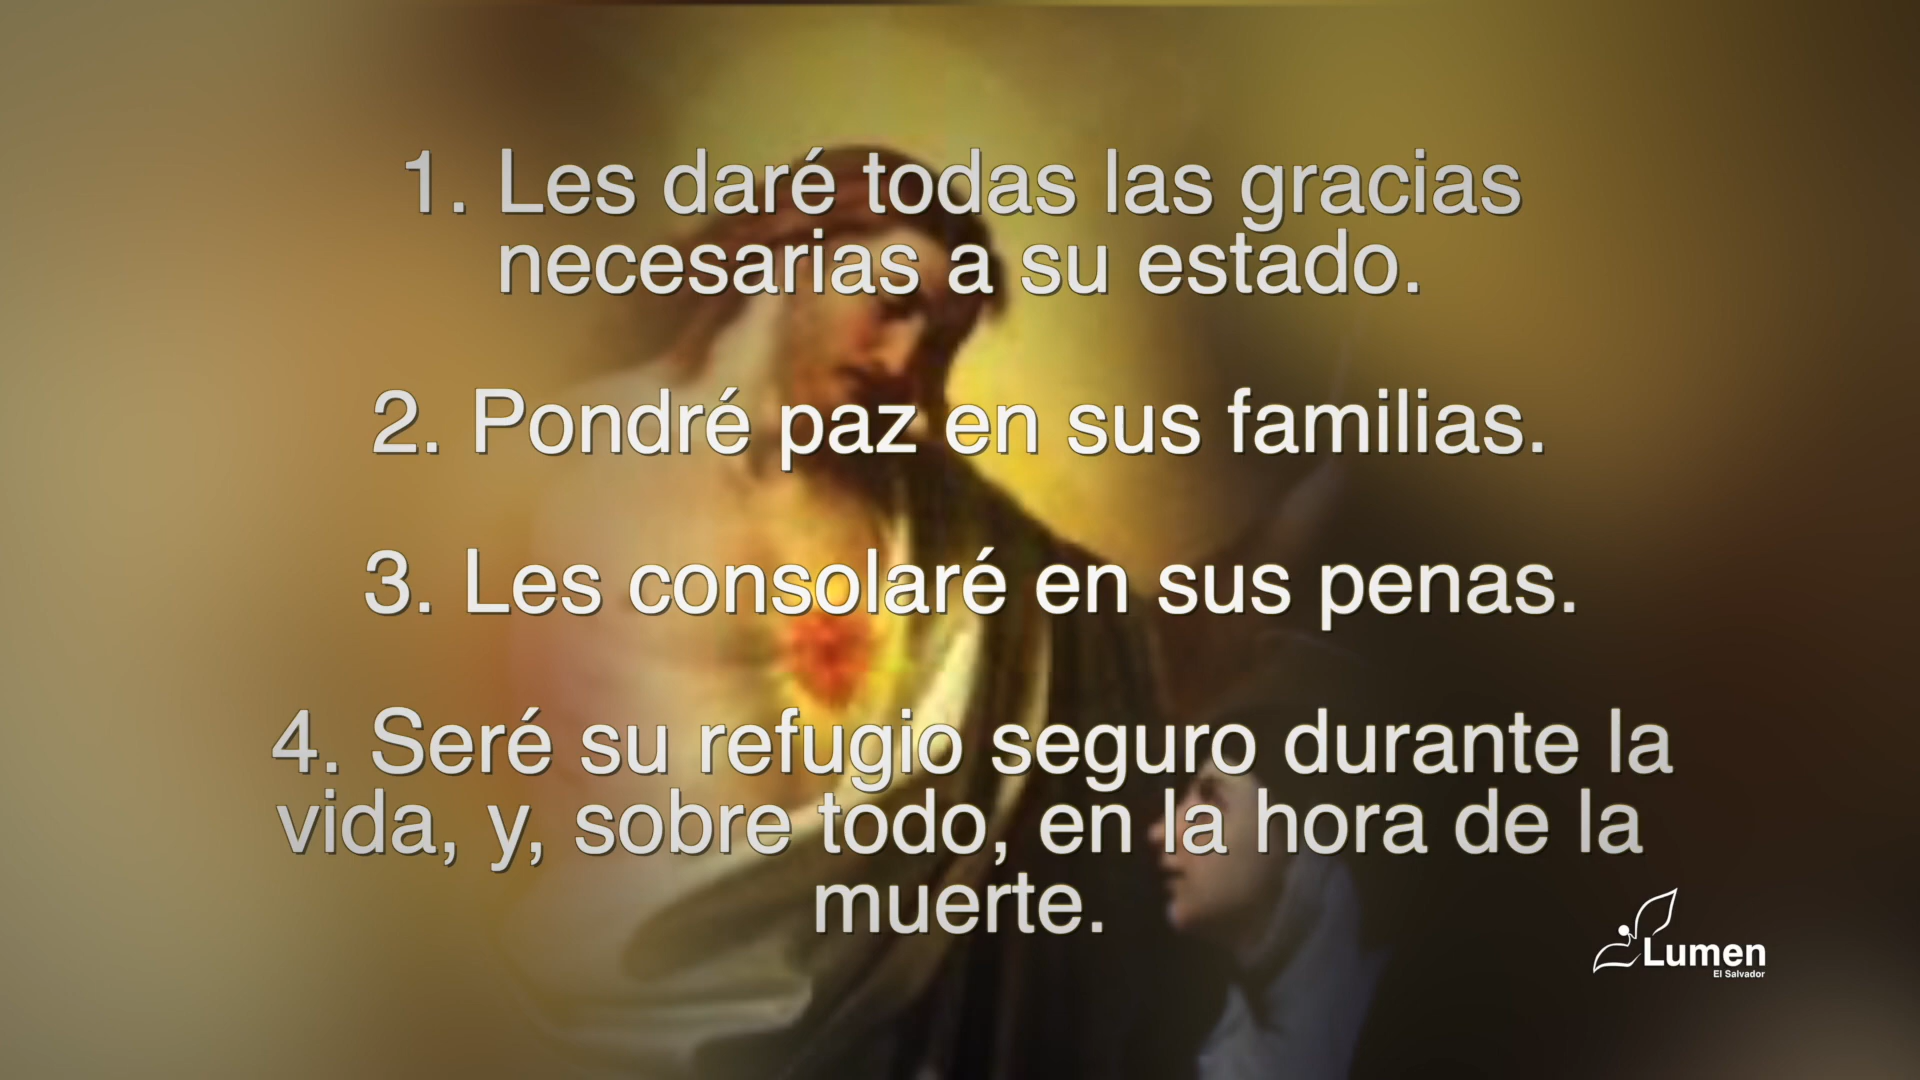 1. Les daré todas las gracias
necesarias a su estado.
2. Pondré paz en sus familias.
3. Les consolaré en sus penas.
4. Seré su refugio seguro durante la
vida, y, sobre todo, en la hora de la
muerte.
Lumen
El Salvador